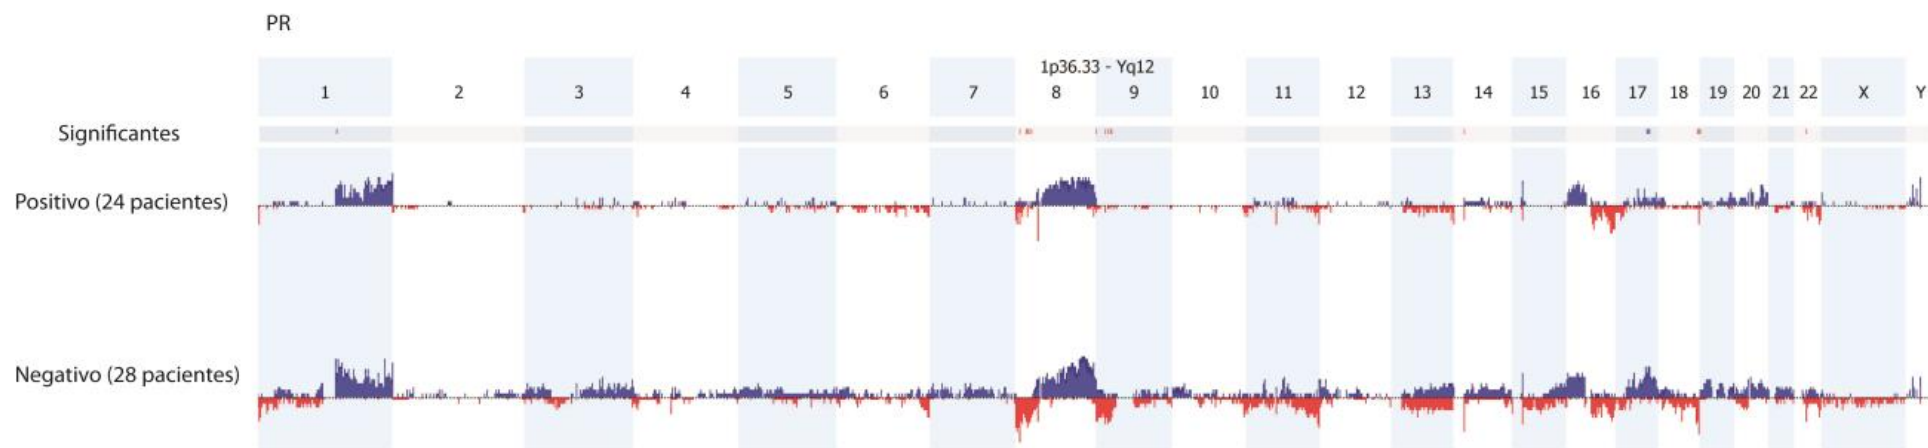 PR
1p36.33 - Yq12
1 2 3 4 5 6 7 8 9 10 11 12 13 14 15 16 17 18 19 20 21 22 X Y
Significantes
Positivo (24 pacientes)
Negativo (28 pacientes)